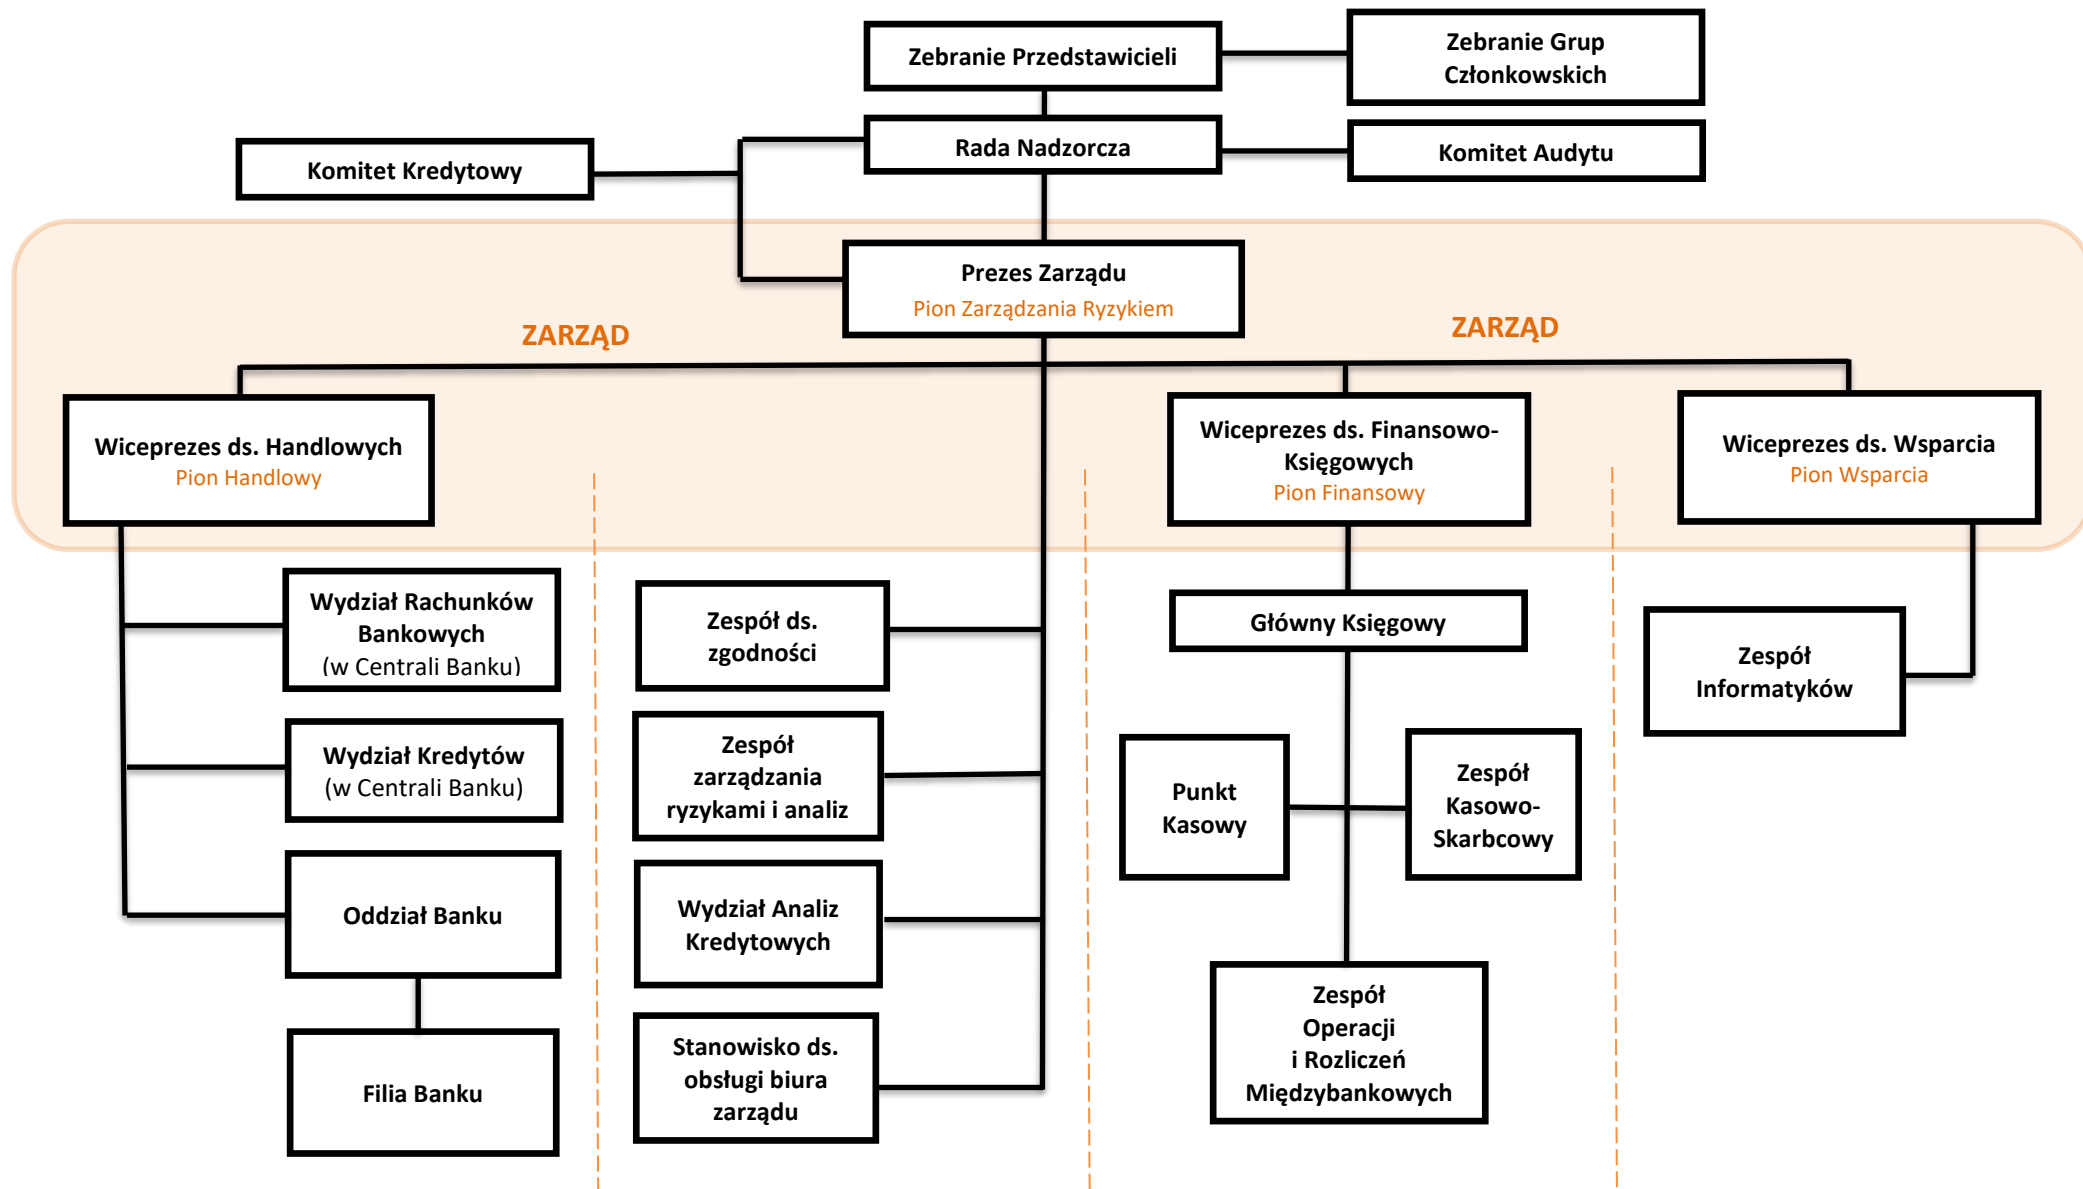 Zebranie Przedstawicieli
Zebranie Grup
Członkowskich
Rada Nadzorcza
Komitet Audytu
Komitet Kredytowy
Prezes Zarządu
Pion Zarządzania Ryzykiem
ZARZĄD
ZARZĄD
Wiceprezes ds. Handlowych
Pion Handlowy
Wiceprezes ds. Finansowo-
Księgowych
Pion Finansowy
Wiceprezes ds. Wsparcia
Pion Wsparcia
Wydział Rachunków
Bankowych
(w Centrali Banku)
Wydział Kredytów
(w Centrali Banku)
Oddział Banku
Filia Banku
Zespół ds.
zgodności
Zespół
zarządzania
ryzykami i analiz
Wydział Analiz
Kredytowych
Stanowisko ds.
obsługi biura
zarządu
Główny Księgowy
Punkt
Kasowy
Zespół
Kasowo-
Skarbcowy
Zespół
Operacji
i Rozliczeń
Międzybankowych
Zespół
Informatyków